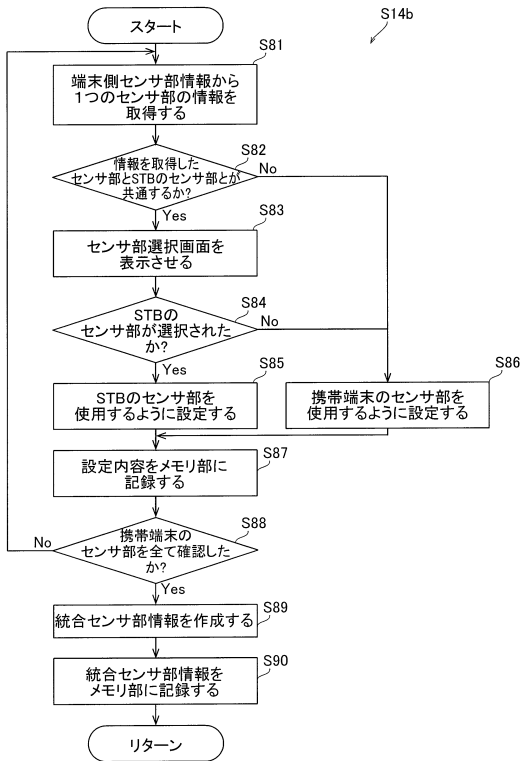 スタート
S14b
S81
端末側センサ部情報から
1つのセンサ部の情報を
取得する
S82
情報を取得した
センサ部とSTBのセンサ部とが
共通するか?
No
Yes
S83
センサ部選択画面を
表示させる
S84
STBの
センサ部が選択された
か?
No
Yes
S85
STBのセンサ部を
使用するように設定する
S86
携帯端末のセンサ部を
使用するように設定する
S87
設定内容をメモリ部に
記録する
S88
携帯端末の
センサ部を全て確認した
か?
No
Yes
S89
統合センサ部情報を作成する
S90
統合センサ部情報を
メモリ部に記録する
リターン